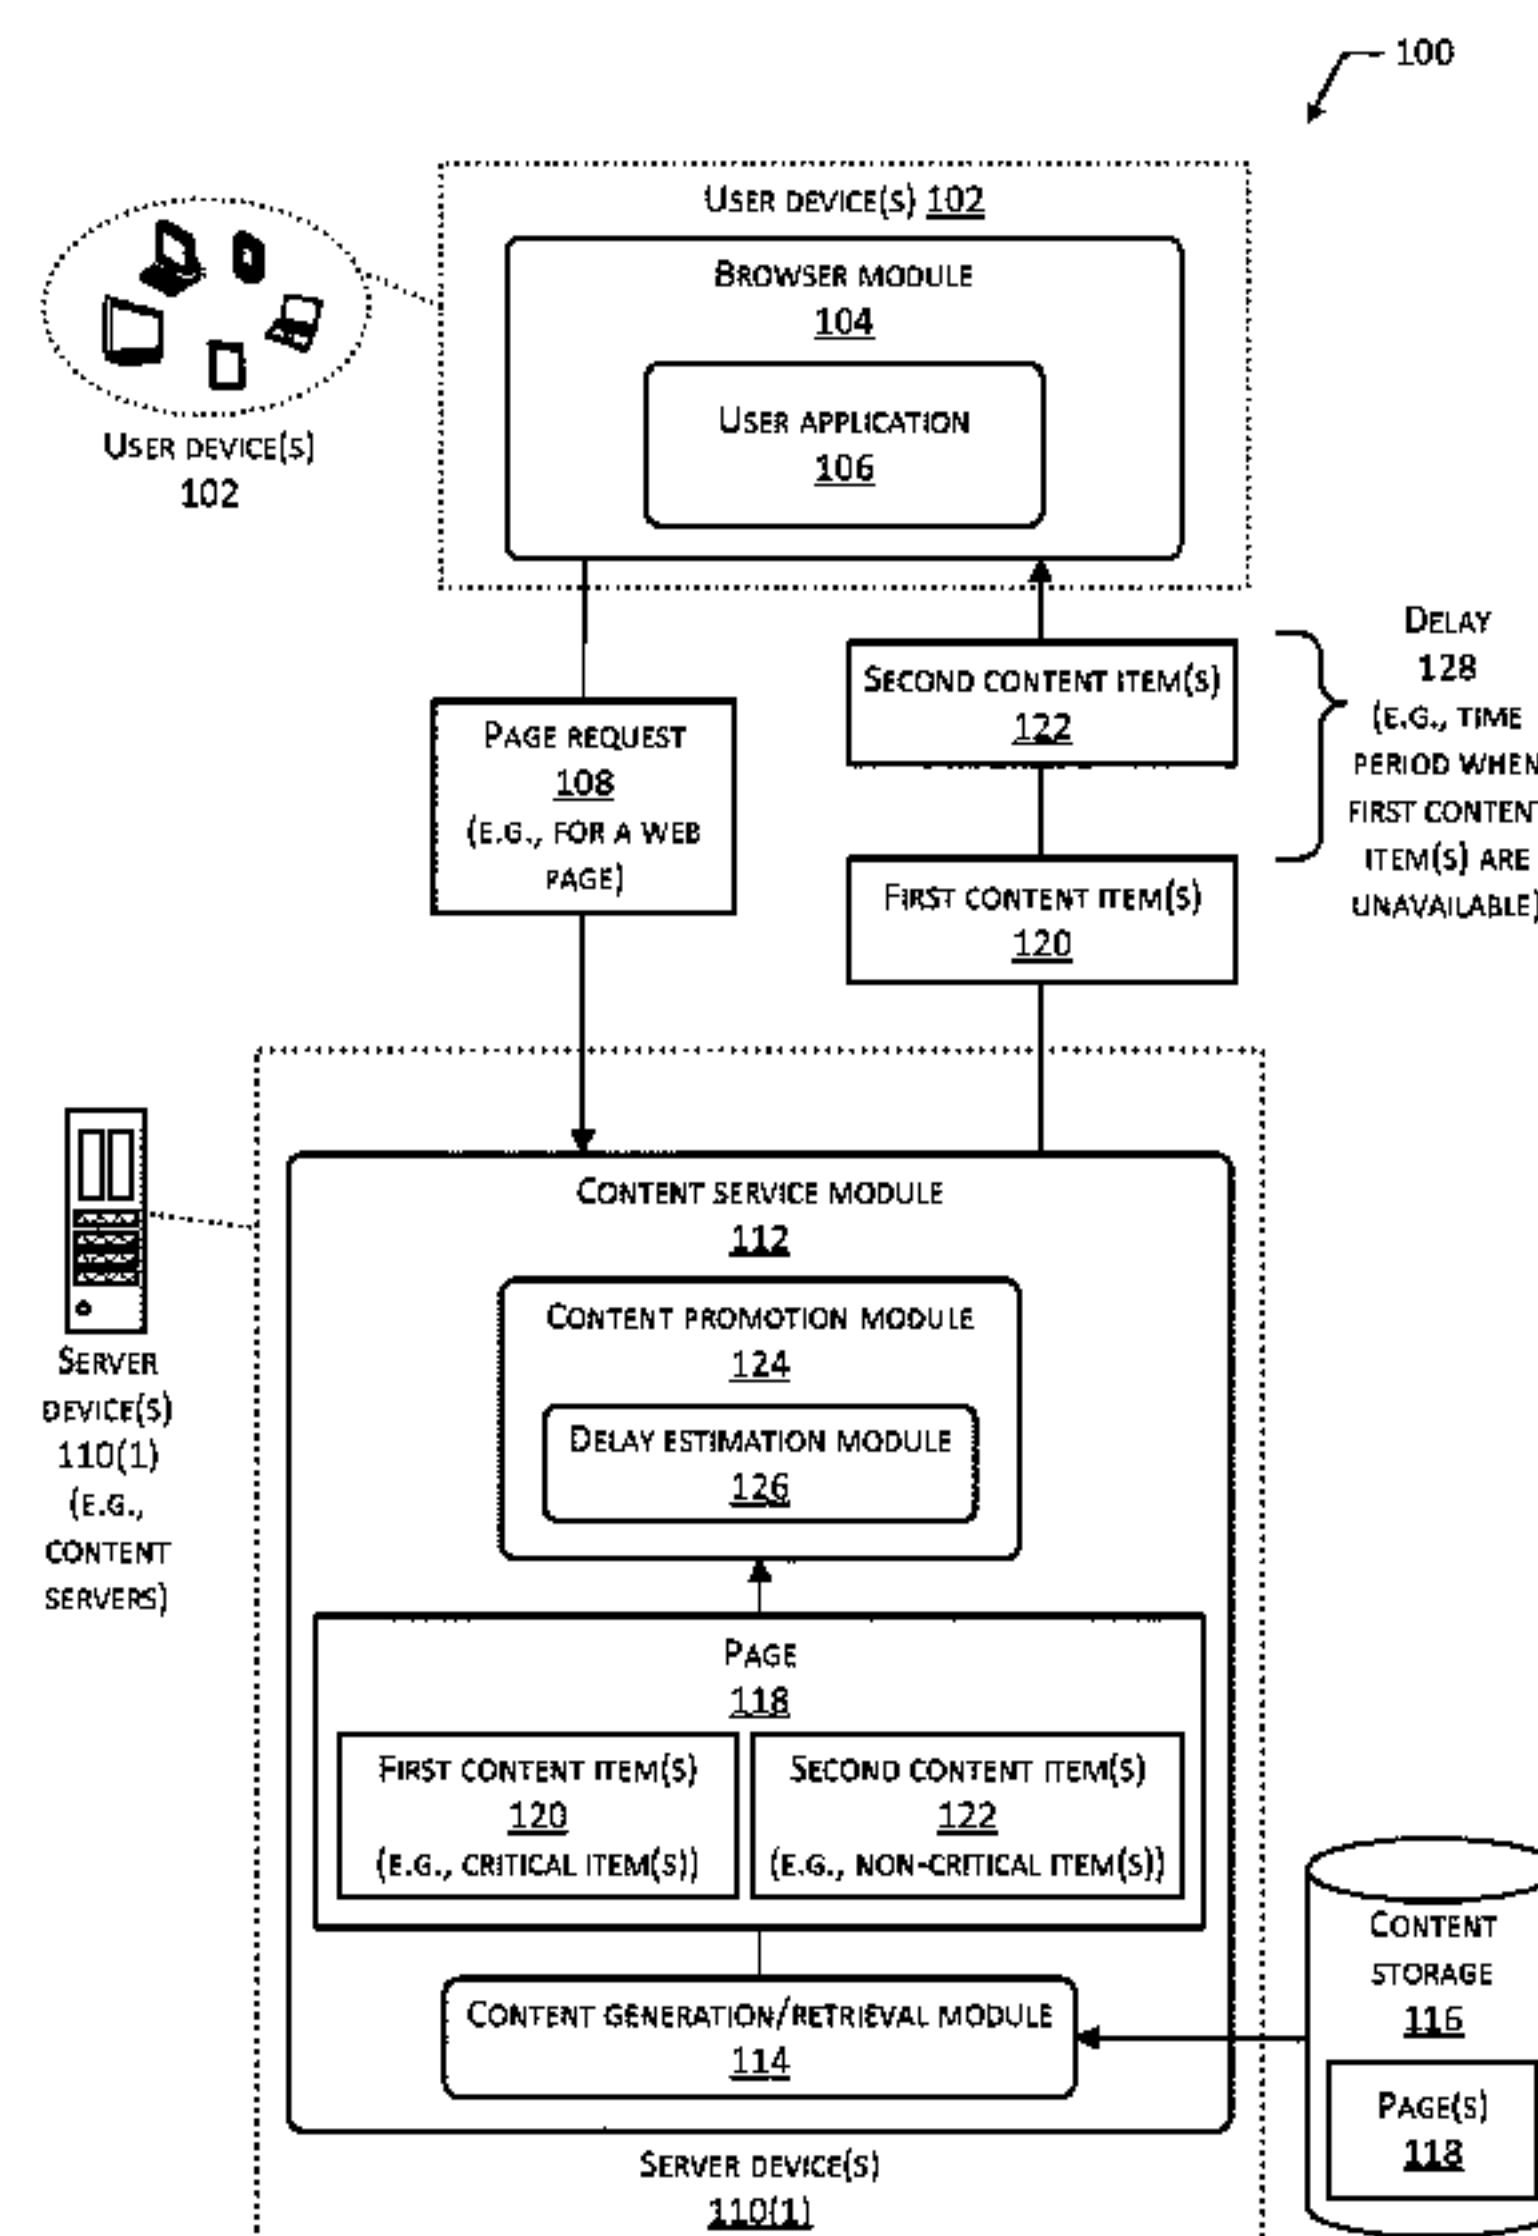 100
User device(s) 102
Browser module
104
User application
106
User device(s)
102
Delay
128
(e.g., time
period when
first content
item(s) are
unavailable)
Second content item(s)
122
Page request
108
(e.g., for a web
page)
First content item(s)
120
Content service module
112
Content promotion module
124
Delay estimation module
126
Server
device(s)
110(1)
(e.g.,
content
servers)
Page
118
First content item(s)
120
(e.g., critical item(s))
Second content item(s)
122
(e.g., non-critical item(s))
Content generation/retrieval module
114
Content
storage
116
Page(s)
118
Server device(s)
110(1)